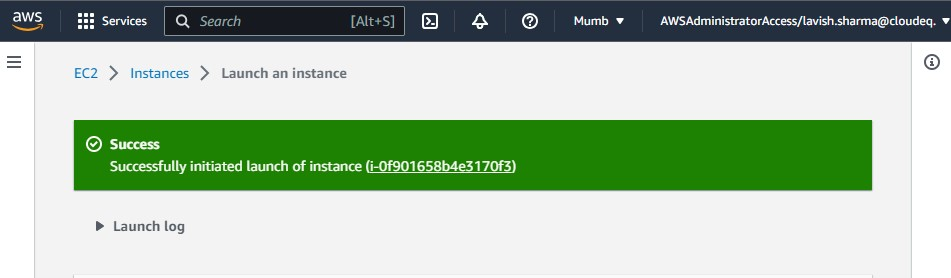 aws Services Search [Alt+S] Mumb AWSAdministratorAccess/lavish.sharma@cloudeq.
EC2 Instances Launch an instance
Success
Successfully initiated launch of instance (i-0f901658b4e3170f3)
Launch log